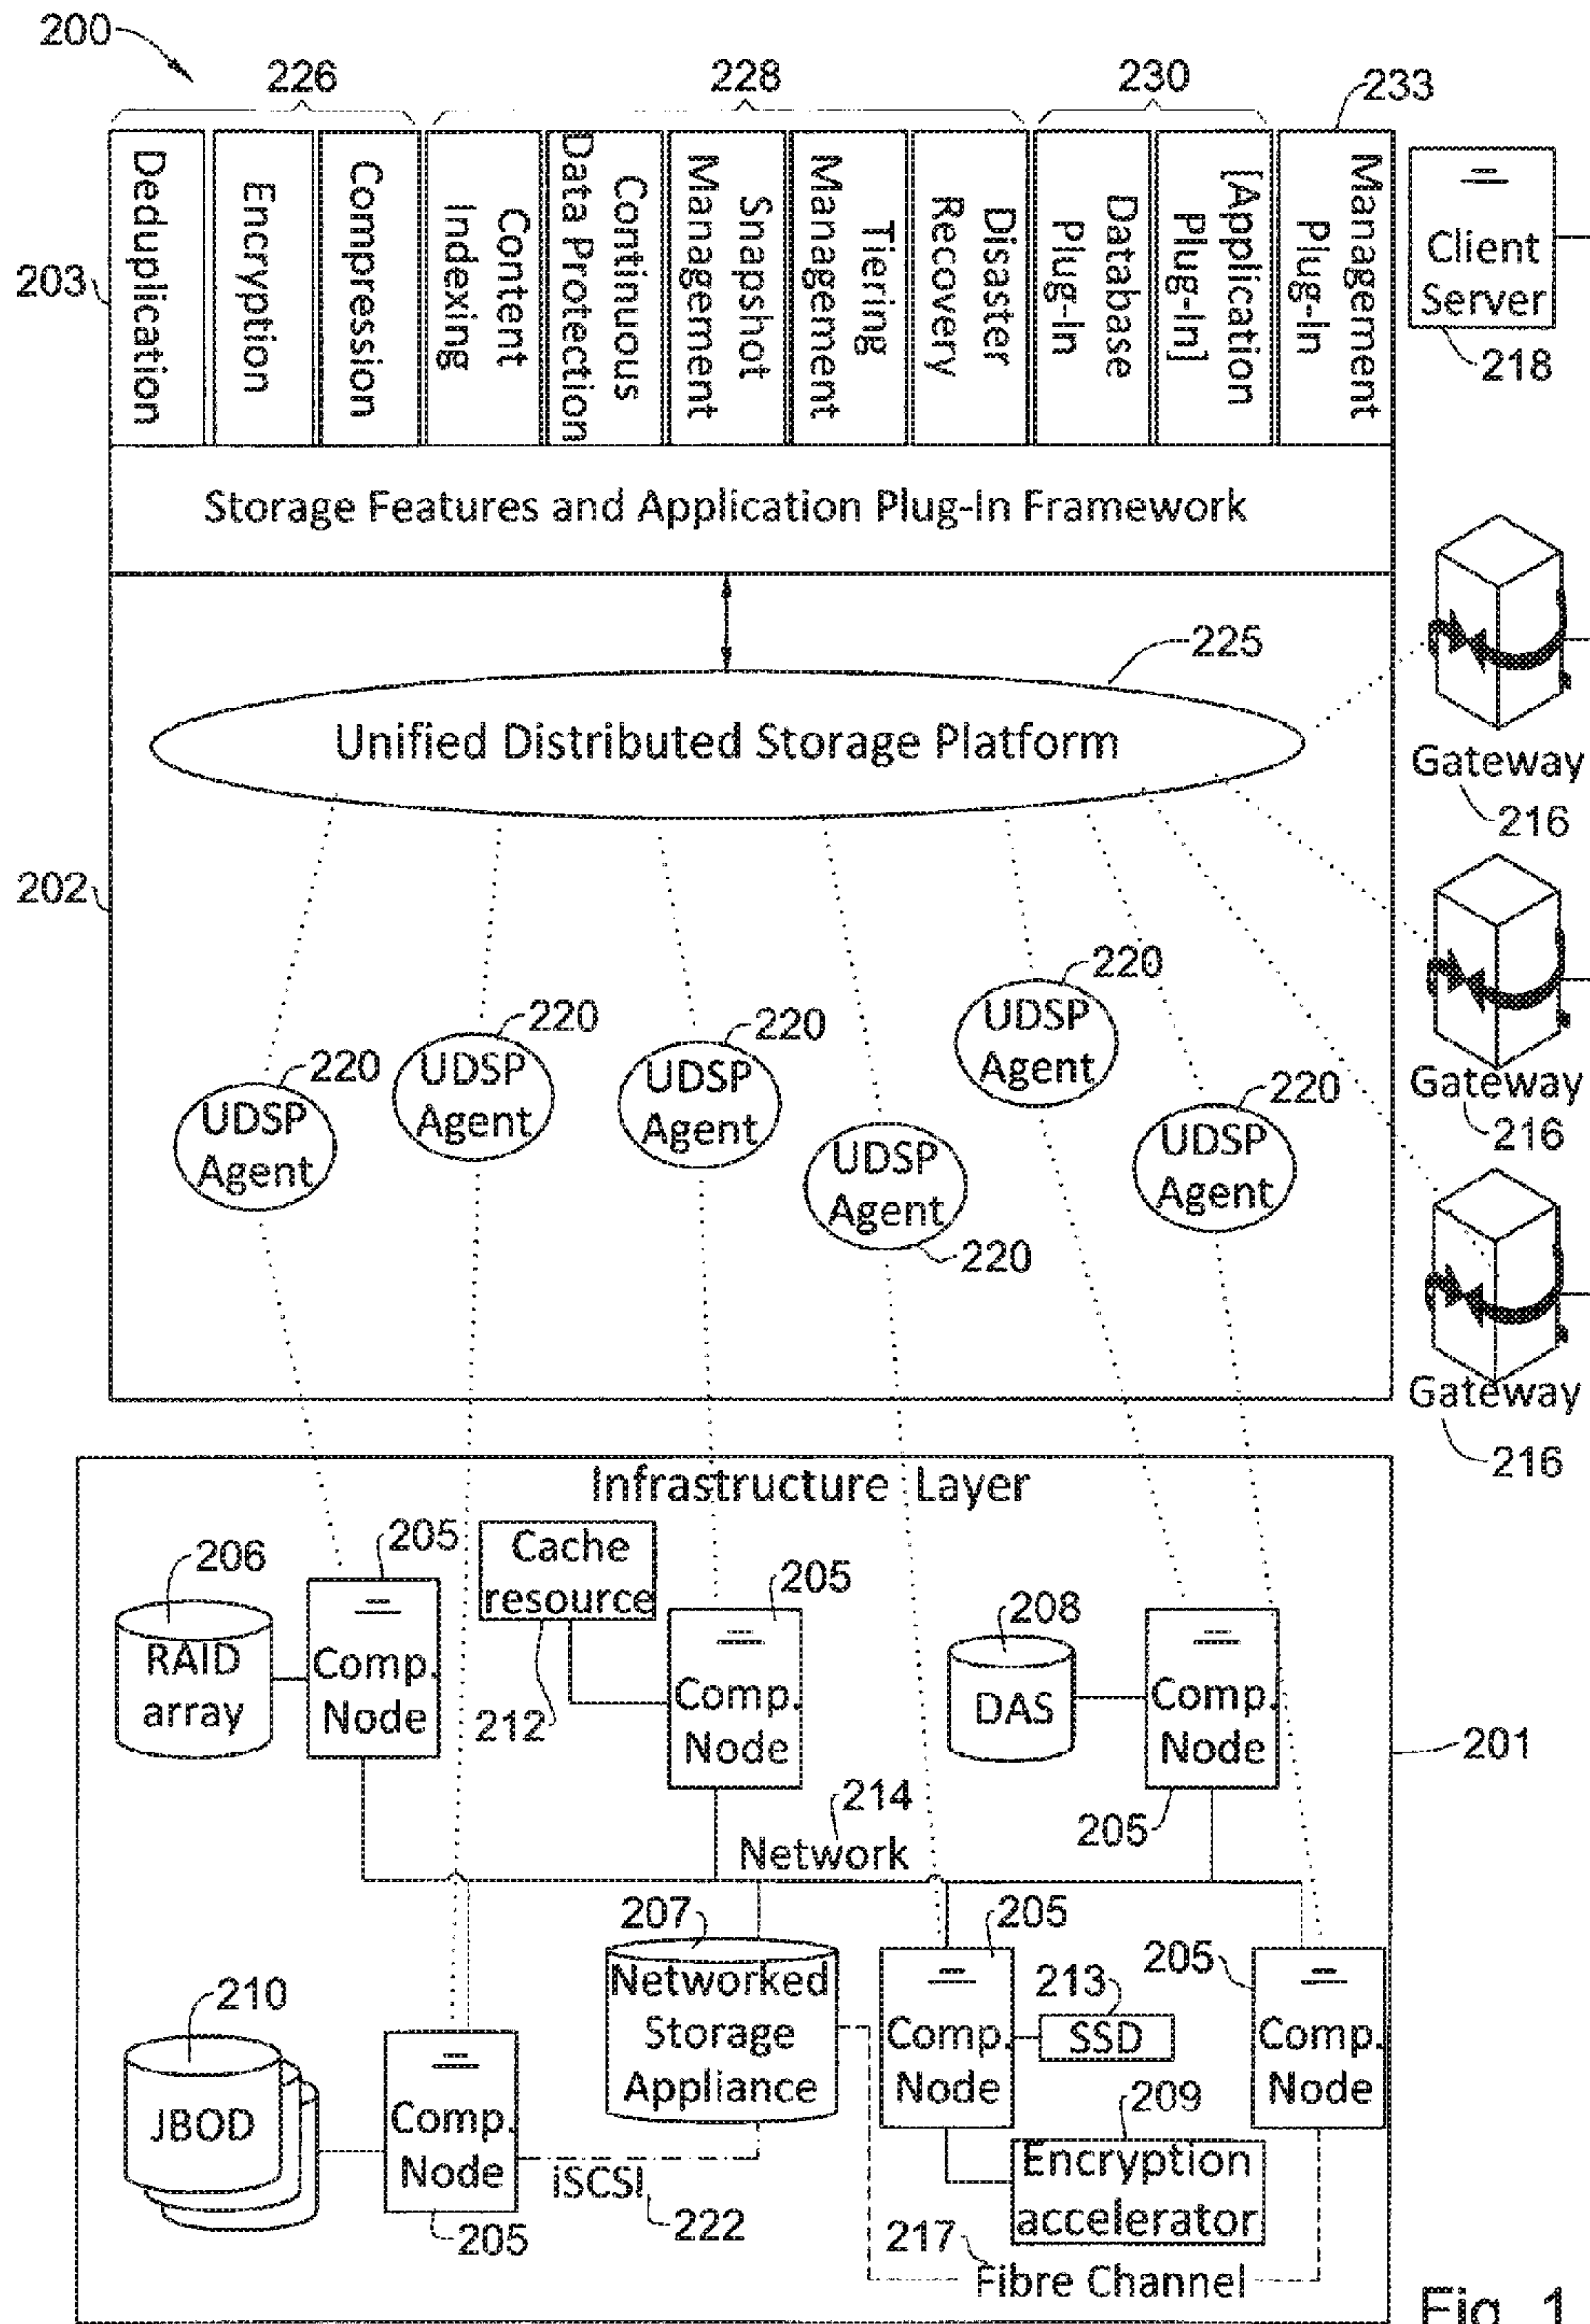 200
226
228
230
233
203
Deduplication
Encryption
Compression
Content
Indexing
Continuous
Data Protection
Snapshot
Management
Tiering
Management
Disaster
Recovery
Database
Plug-In
[Application
Plug-In]
Management
Plug-In
Client
Server
218
Storage Features and Application Plug-In Framework
225
Unified Distributed Storage Platform
Gateway
216
202
220
UDSP
Agent
220
UDSP
Agent
220
UDSP
Agent
220
UDSP
Agent
220
UDSP
Agent
220
UDSP
Agent
Gateway
216
Gateway
216
Infrastructure Layer
206
RAID
array
205
Comp.
Node
Cache
resource
212
205
Comp.
Node
208
DAS
Comp.
Node
205
201
214
Network
210
JBOD
Comp.
Node
205
iSCSI
222
207
Networked
Storage
Appliance
205
Comp.
Node
213
SSD
209
Encryption
accelerator
205
Comp.
Node
217
Fibre Channel
Fig. 1